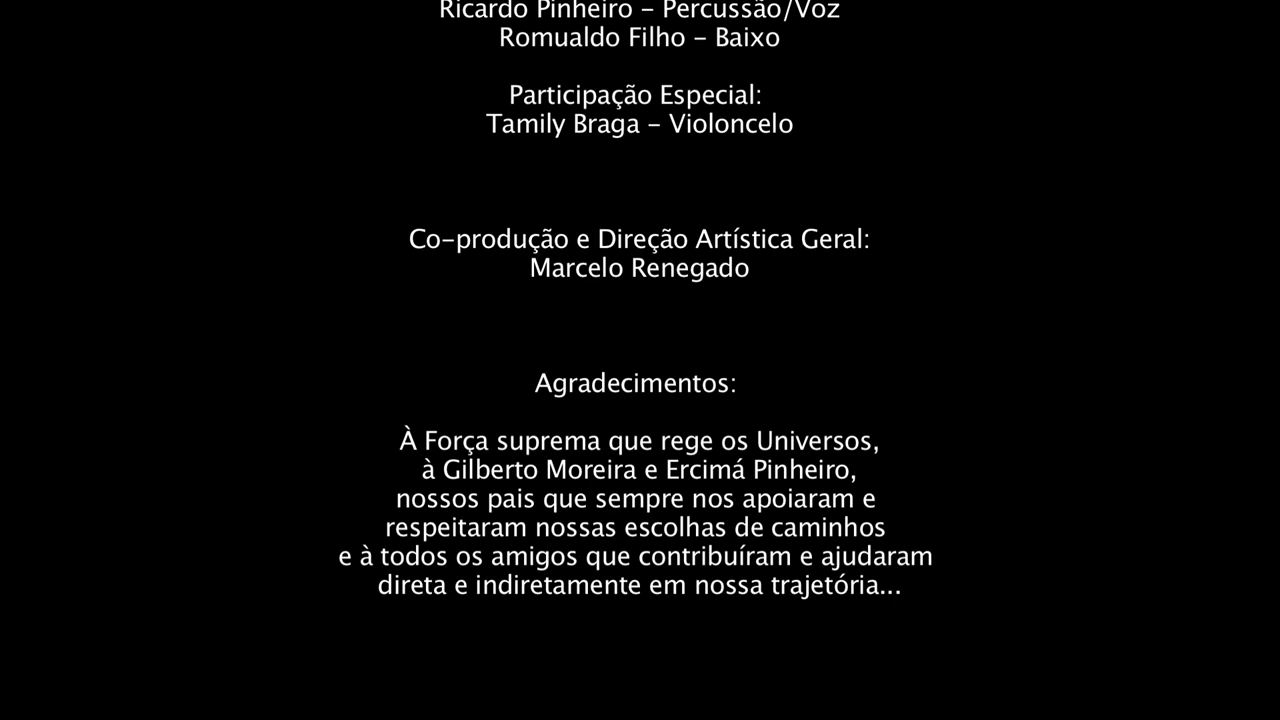 Ricardo Pinheiro - Percussão/Voz
Romualdo Filho - Baixo
Participação Especial:
Tamily Braga - Violoncelo
Co-produção e Direção Artística Geral:
Marcelo Renegado
Agradecimentos:
À Força suprema que rege os Universos,
à Gilberto Moreira e Ercimá Pinheiro,
nossos pais que sempre nos apoiaram e
respeitaram nossas escolhas de caminhos
e à todos os amigos que contribuíram e ajudaram
direta e indiretamente em nossa trajetória...